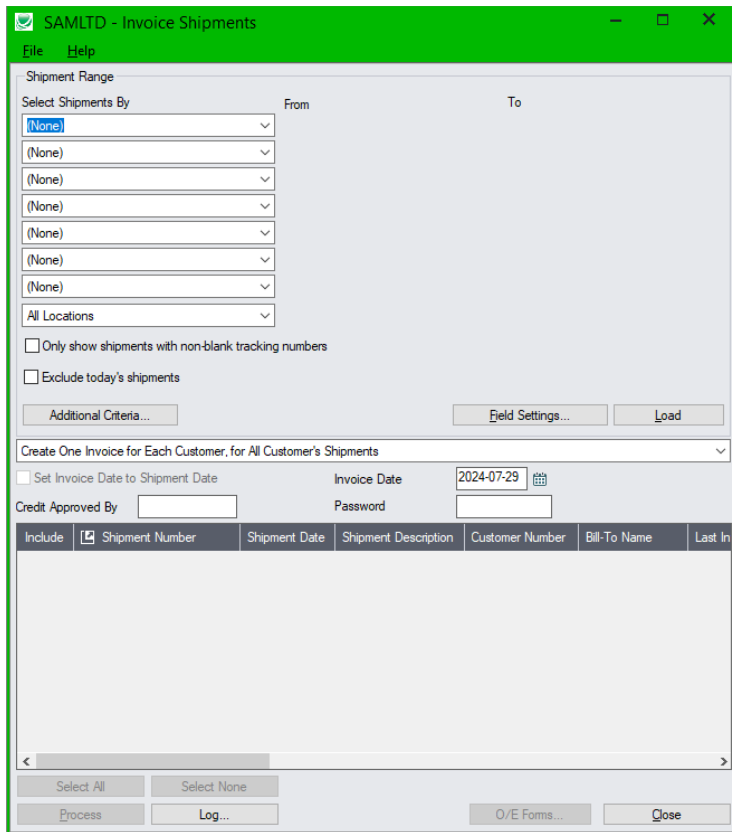 SAMLTD - Invoice Shipments
File Help
Shipment Range
Select Shipments By From To
(None)
(None)
(None)
(None)
(None)
(None)
(None)
All Locations
Only show shipments with non-blank tracking numbers
Exclude today's shipments
Additional Criteria... Field Settings... Load
Create One Invoice for Each Customer, for All Customer's Shipments
Set Invoice Date to Shipment Date Invoice Date 2024-07-29
Credit Approved By Password
Include Shipment Number Shipment Date Shipment Description Customer Number Bill-To Name Last In
Select All Select None
Process Log... O/E Forms... Close